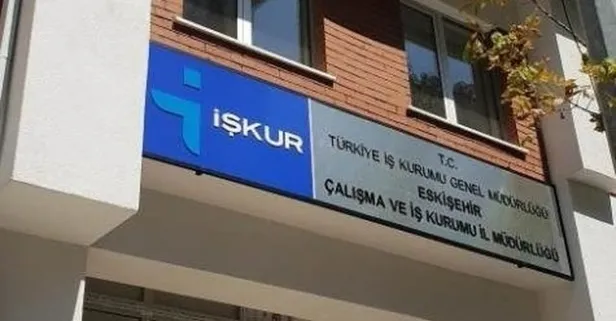 İŞKUR
T.C.
TÜRKİYE İŞ KURUMU GENEL MÜDÜRLÜĞÜ
ESKİŞEHİR
ÇALIŞMA VE İŞ KURUMU İL MÜDÜRLÜĞÜ